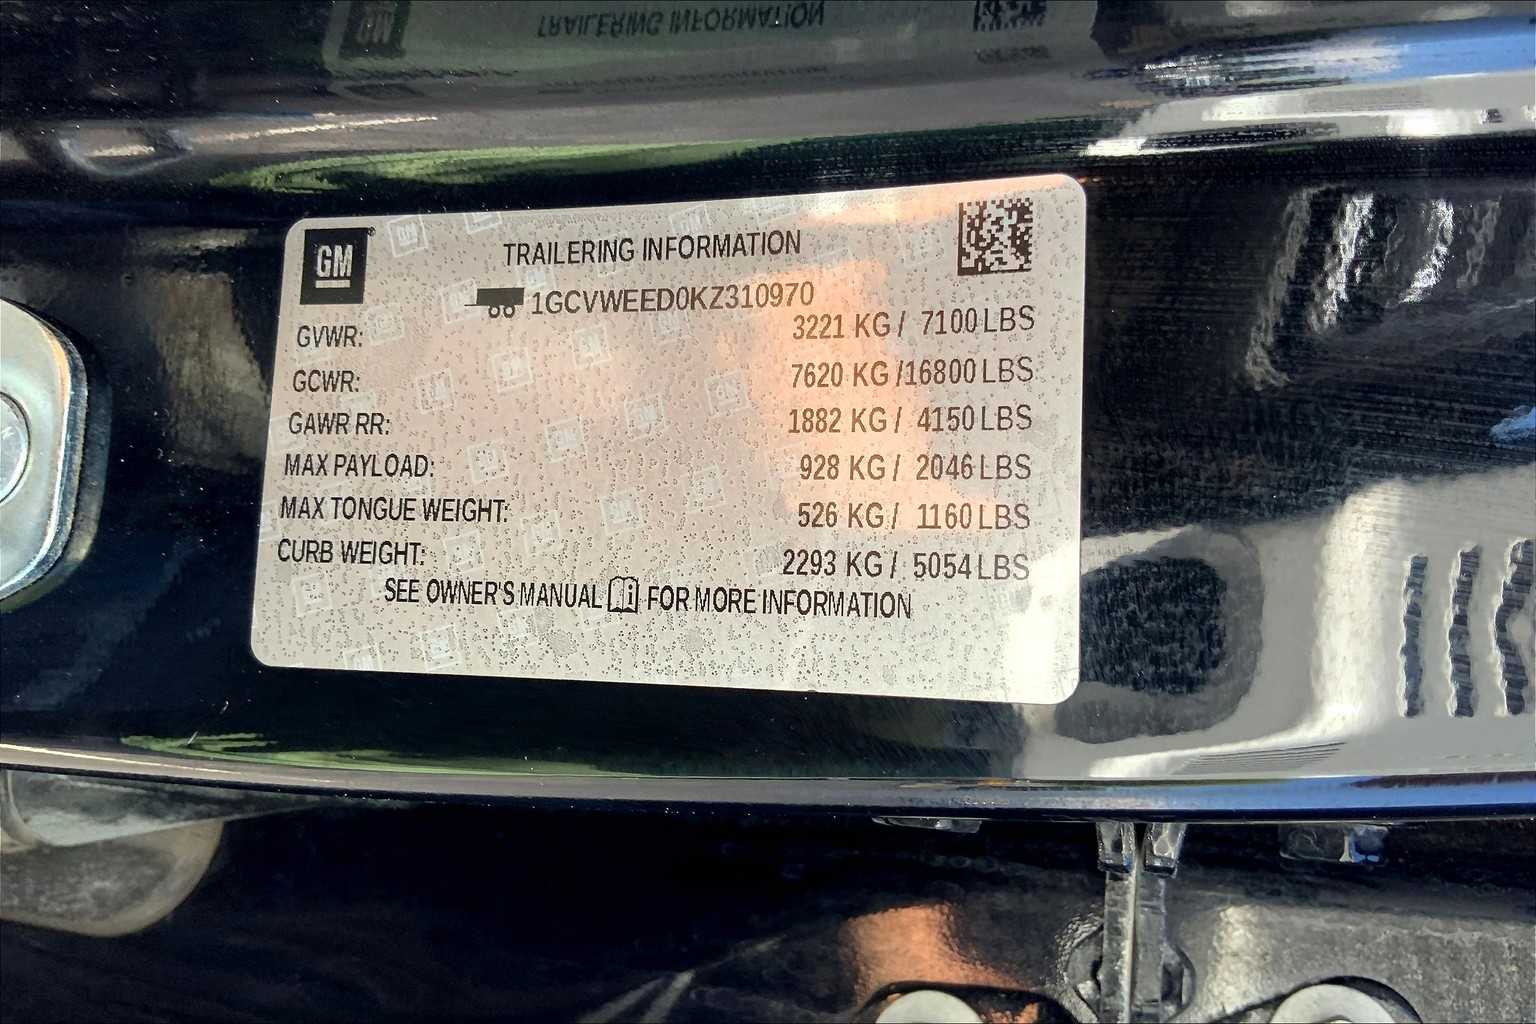 GM
TRAILERING INFORMATION
1GCVWEED0KZ310970
GVWR: 3221 KG / 7100 LBS
GCWR: 7620 KG /16800 LBS
GAWR RR: 1882 KG / 4150 LBS
MAX PAYLOAD: 928 KG / 2046 LBS
MAX TONGUE WEIGHT: 526 KG / 1160 LBS
CURB WEIGHT: 2293 KG / 5054 LBS
SEE OWNER'S MANUAL FOR MORE INFORMATION